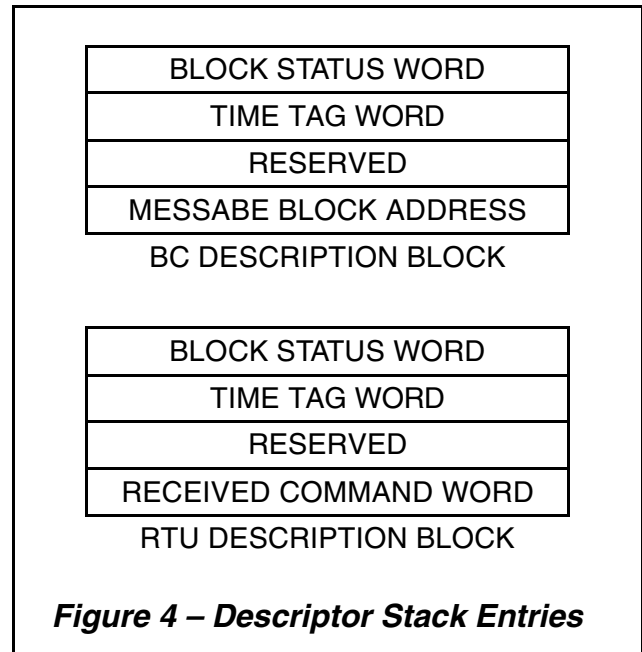 BLOCK STATUS WORD
TIME TAG WORD
RESERVED
MESSABE BLOCK ADDRESS
BC DESCRIPTION BLOCK
BLOCK STATUS WORD
TIME TAG WORD
RESERVED
RECEIVED COMMAND WORD
RTU DESCRIPTION BLOCK
Figure 4 – Descriptor Stack Entries